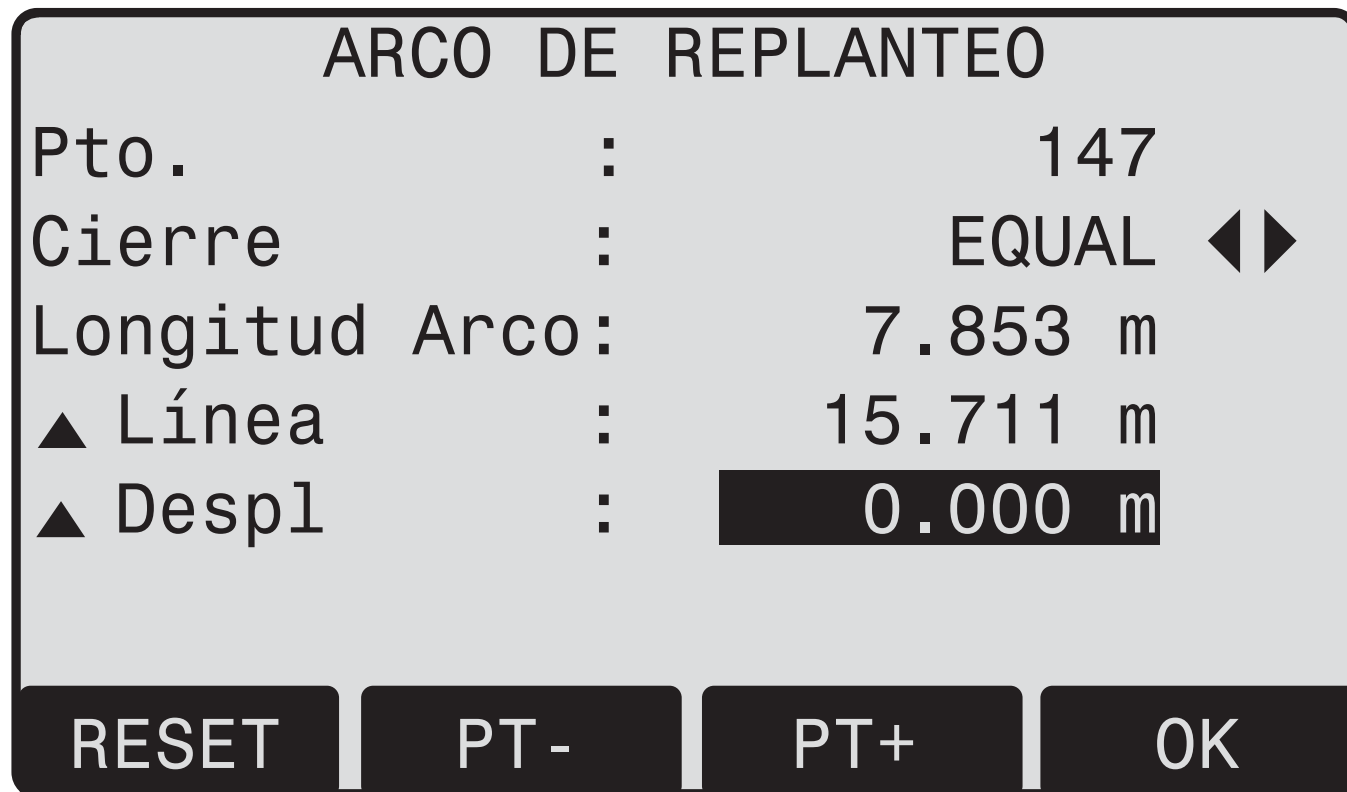 ARCO DE REPLANTEO
Pto. : 147
Cierre : EQUAL
Longitud Arco: 7.853 m
Línea : 15.711 m
Despl : 0.000 m
RESET PT- PT+ OK